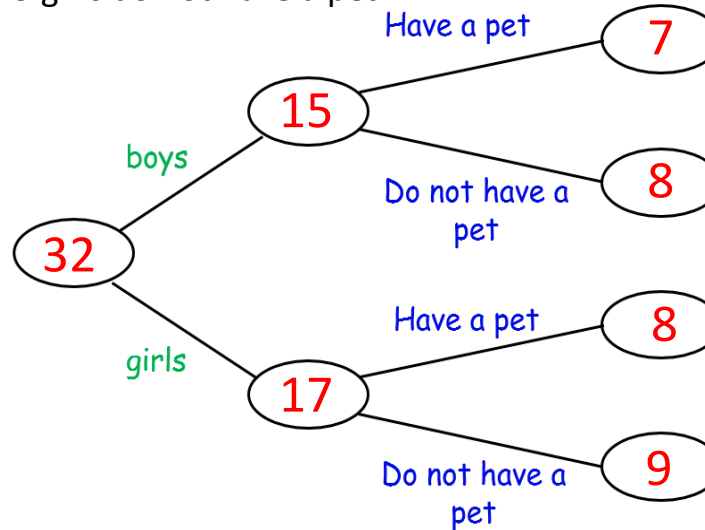 Have a pet
7
15
boys
8
Do not have a
pet
32
Have a pet
8
girls
17
9
Do not have a
pet